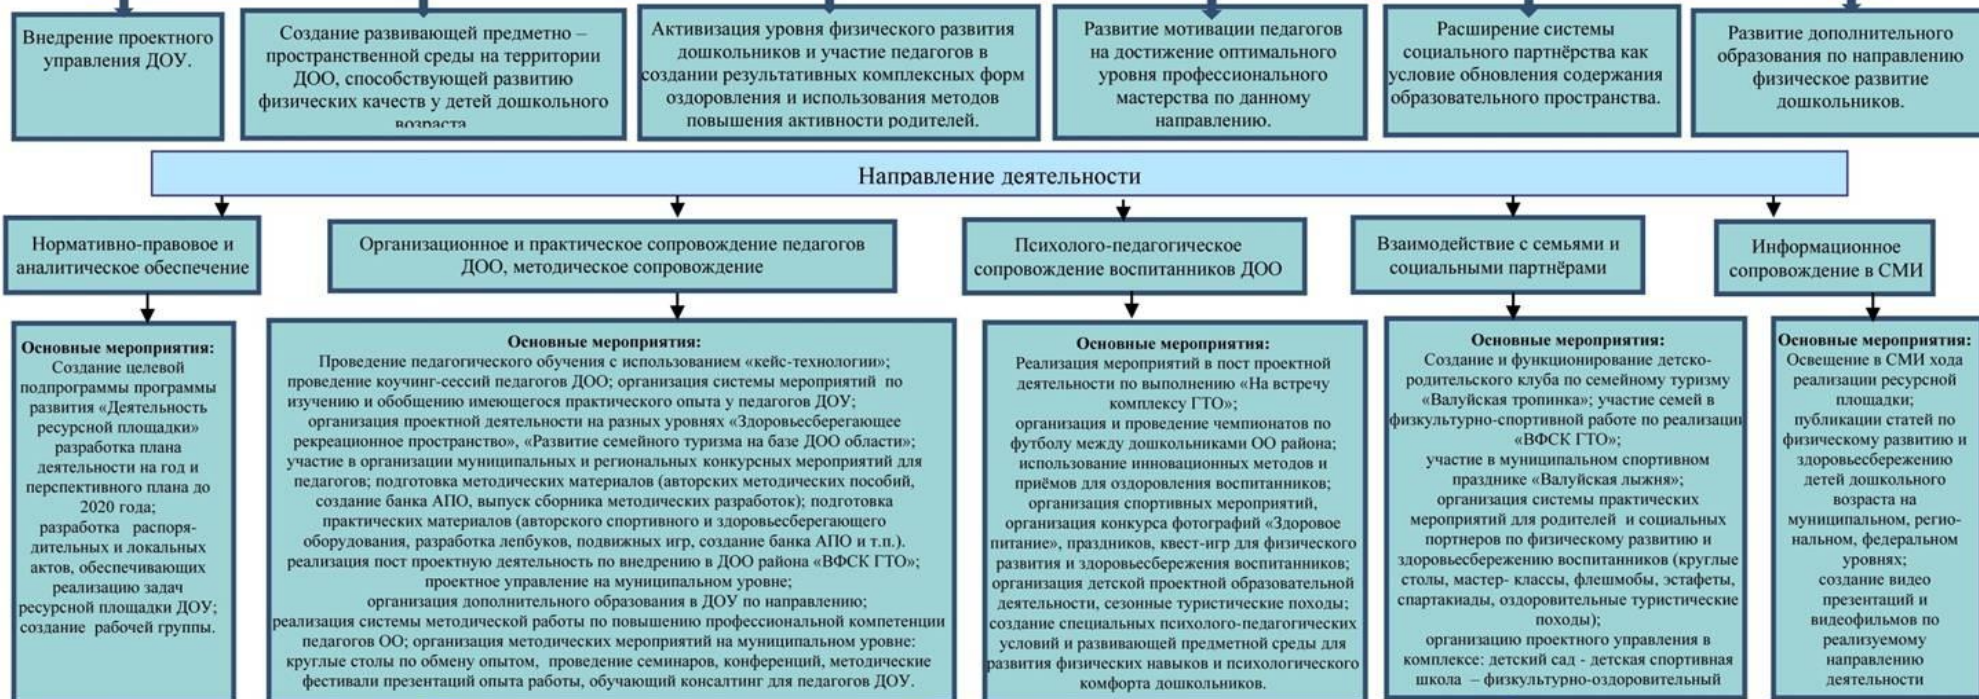 Внедрение проектного
управления ДОУ.
Создание развивающей предметно –
пространственной среды на территории
ДОО, способствующей развитию
физических качеств у детей дошкольного
возраста
Активизация уровня физического развития
дошкольников и участие педагогов в
создании результативных комплексных форм
оздоровления и использования методов
повышения активности родителей.
Развитие мотивации педагогов
на достижение оптимального
уровня профессионального
мастерства по данному
направлению.
Расширение системы
социального партнёрства как
условие обновления содержания
образовательного пространства.
Развитие дополнительного
образования по направлению
физическое развитие
дошкольников.
Направление деятельности
Нормативно-правовое и
аналитическое обеспечение
Организационное и практическое сопровождение педагогов
ДОО, методическое сопровождение
Психолого-педагогическое
сопровождение воспитанников ДОО
Взаимодействие с семьями и
социальными партнёрами
Информационное
сопровождение в СМИ
Основные мероприятия:
Создание целевой
подпрограммы программы
развития «Деятельность
ресурсной площадки»
разработка плана
деятельности на год и
перспективного плана до
2020 года;
разработка распоря-
дительных и локальных
актов, обеспечивающих
реализацию задач
ресурсной площадки ДОУ;
создание рабочей группы.
Основные мероприятия:
Проведение педагогического обучения с использованием «кейс-технологии»;
проведение коучинг-сессий педагогов ДОО; организация системы мероприятий по
изучению и обобщению имеющегося практического опыта у педагогов ДОУ;
организация проектной деятельности на разных уровнях «Здоровьесберегающее
рекреационное пространство», «Развитие семейного туризма на базе ДОО области»;
участие в организации муниципальных и региональных конкурсных мероприятий для
педагогов; подготовка методических материалов (авторских методических пособий,
создание банка АПО, выпуск сборника методических разработок); подготовка
практических материалов (авторского спортивного и здоровьесберегающего
оборудования, разработка лепбуков, подвижных игр, создание банка АПО и т.п.).
реализация пост проектную деятельность по внедрению в ДОО района «ВФСК ГТО»;
проектное управление на муниципальном уровне;
организация дополнительного образования в ДОУ по направлению;
реализация системы методической работы по повышению профессиональной компетенции
педагогов ОО; организация методических мероприятий на муниципальном уровне:
круглые столы по обмену опытом, проведение семинаров, конференций, методические
фестивали презентаций опыта работы, обучающий консалтинг для педагогов ДОУ.
Основные мероприятия:
Реализация мероприятий в пост проектной
деятельности по выполнению «На встречу
комплексу ГТО»;
организация и проведение чемпионатов по
футболу между дошкольниками ОО района;
использование инновационных методов и
приёмов для оздоровления воспитанников;
организация спортивных мероприятий,
организация конкурса фотографий «Здоровое
питание», праздников, квест-игр для физического
развития и здоровьесбережения воспитанников;
организация детской проектной образовательной
деятельности, сезонные туристические походы;
создание специальных психолого-педагогических
условий и развивающей предметной среды для
развития физических навыков и психологического
комфорта дошкольников.
Основные мероприятия:
Создание и функционирование детско-
родительского клуба по семейному туризму
«Валуйская тропинка»; участие семей в
физкультурно-спортивной работе по реализаци
«ВФСК ГТО»;
участие в муниципальном спортивном
празднике «Валуйская лыжня»;
организация системы практических
мероприятий для родителей и социальных
партнеров по физическому развитию и
здоровьесбережению воспитанников (круглые
столы, мастер- классы, флешмобы, эстафеты,
спартакиады, оздоровительные туристические
походы);
организацию проектного управления в
комплексе: детский сад - детская спортивная
школа – физкультурно-оздоровительный
Основные мероприятия:
Освещение в СМИ хода
реализации ресурсной
площадки;
публикации статей по
физическому развитию и
здоровьесбережению
детей дошкольного
возраста на
муниципальном, регио-
нальном, федеральном
уровнях;
создание видео
презентаций и
видеофильмов по
реализуемому
направлению
деятельности